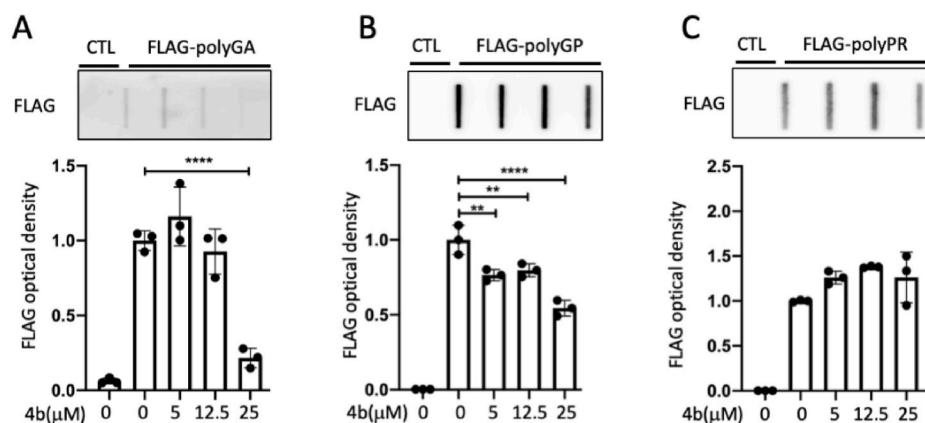 A
CTL FLAG-polyGA
FLAG
FLAG optical density
1.5
1.0
0.5
0.0
****
4b(μM) 0 0 5 12.5 25
B
CTL FLAG-polyGP
FLAG
FLAG optical density
1.5
1.0
0.5
0.0
****
**
**
4b(μM) 0 0 5 12.5 25
C
CTL FLAG-polyPR
FLAG
FLAG optical density
2.5
2.0
1.5
1.0
0.5
0.0
4b(μM) 0 0 5 12.5 25